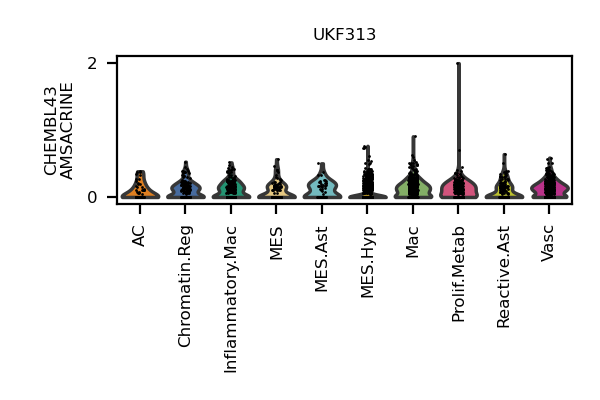 UKF313
CHEMBL43
AMSACRINE
2
0
AC
Chromatin.Reg
Inflammatory.Mac
MES
MES.Ast
MES.Hyp
Mac
Prolif.Metab
Reactive.Ast
Vasc